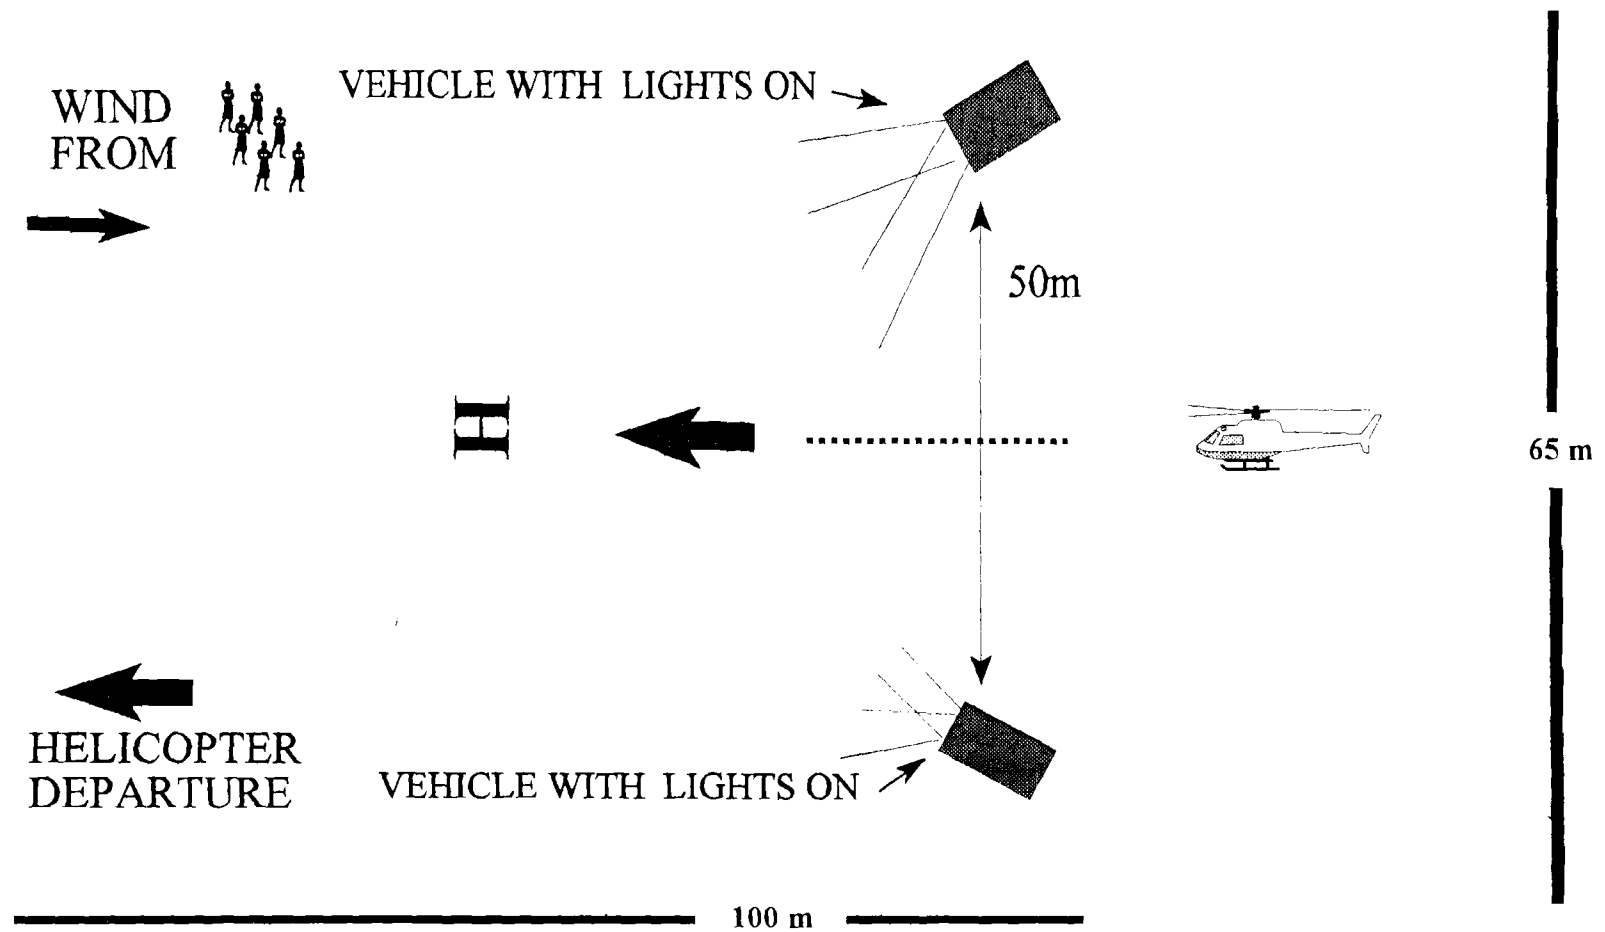 VEHICLE WITH LIGHTS ON
WIND
FROM
50m
H
65 m
HELICOPTER
DEPARTURE
VEHICLE WITH LIGHTS ON
100 m